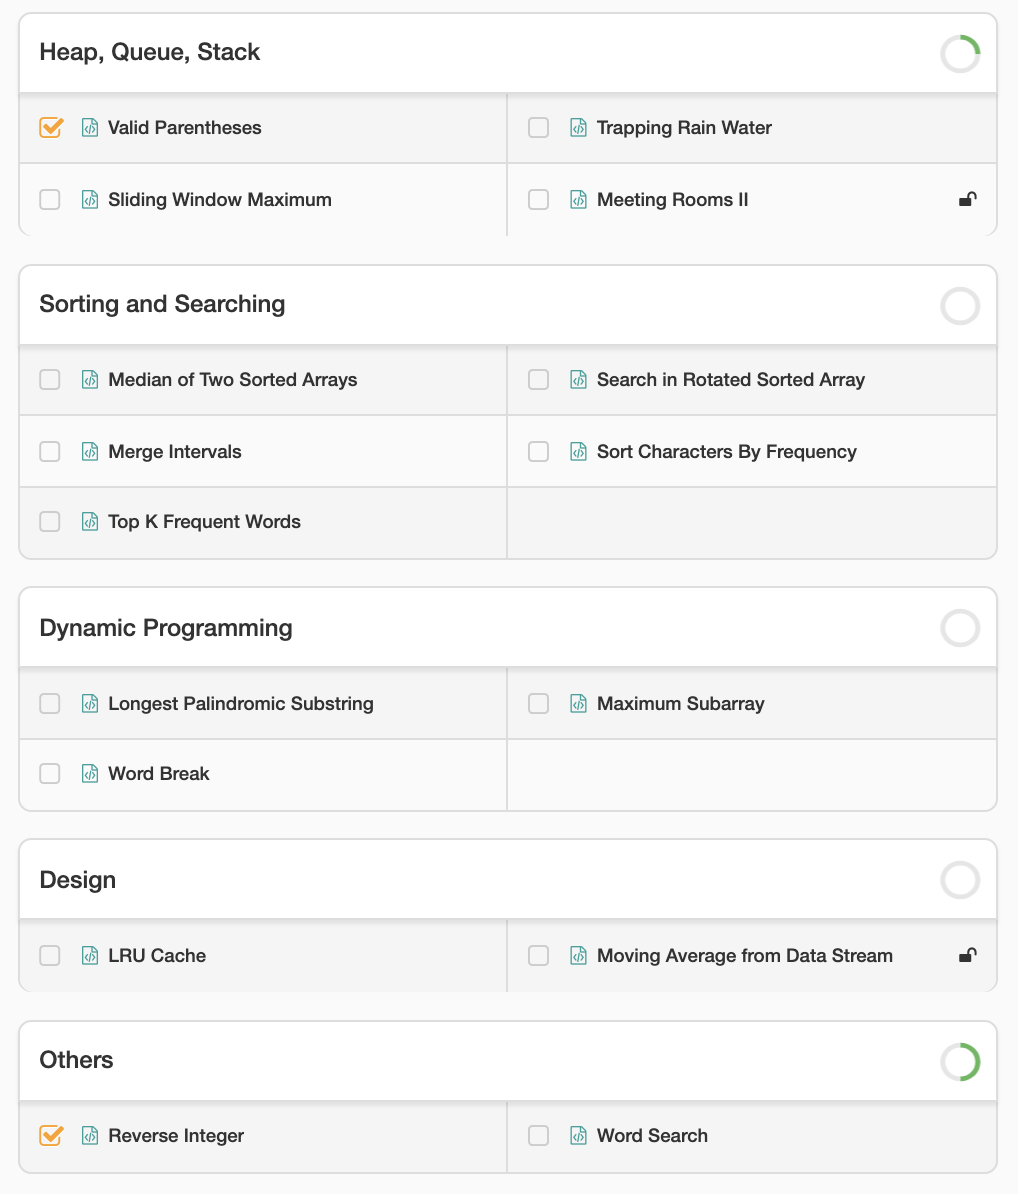 Heap, Queue, Stack
Valid Parentheses
Trapping Rain Water
Sliding Window Maximum
Meeting Rooms II
Sorting and Searching
Median of Two Sorted Arrays
Search in Rotated Sorted Array
Merge Intervals
Sort Characters By Frequency
Top K Frequent Words
Dynamic Programming
Longest Palindromic Substring
Maximum Subarray
Word Break
Design
LRU Cache
Moving Average from Data Stream
Others
Reverse Integer
Word Search